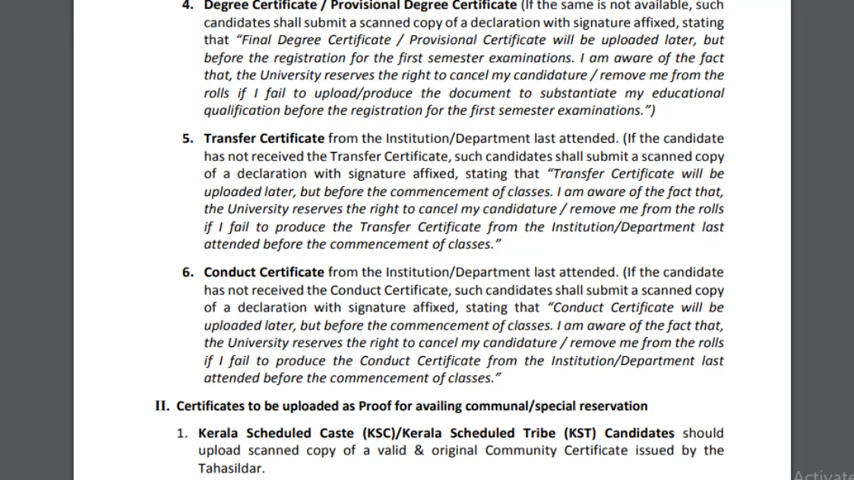 4. Degree Certificate / Provisional Degree Certificate (If the same is not available, such
candidates shall submit a scanned copy of a declaration with signature affixed, stating
that “Final Degree Certificate / Provisional Certificate will be uploaded later, but
before the registration for the first semester examinations. I am aware of the fact
that, the University reserves the right to cancel my candidature / remove me from the
rolls if I fail to upload/produce the document to substantiate my educational
qualification before the registration for the first semester examinations.”)
5. Transfer Certificate from the Institution/Department last attended. (If the candidate
has not received the Transfer Certificate, such candidates shall submit a scanned copy
of a declaration with signature affixed, stating that “Transfer Certificate will be
uploaded later, but before the commencement of classes. I am aware of the fact that,
the University reserves the right to cancel my candidature / remove me from the rolls
if I fail to produce the Transfer Certificate from the Institution/Department last
attended before the commencement of classes.”
6. Conduct Certificate from the Institution/Department last attended. (If the candidate
has not received the Conduct Certificate, such candidates shall submit a scanned copy
of a declaration with signature affixed, stating that “Conduct Certificate will be
uploaded later, but before the commencement of classes. I am aware of the fact that,
the University reserves the right to cancel my candidature / remove me from the rolls
if I fail to produce the Conduct Certificate from the Institution/Department last
attended before the commencement of classes.”
II. Certificates to be uploaded as Proof for availing communal/special reservation
1. Kerala Scheduled Caste (KSC)/Kerala Scheduled Tribe (KST) Candidates should
upload scanned copy of a valid & original Community Certificate issued by the
Tahasildar.
Activate